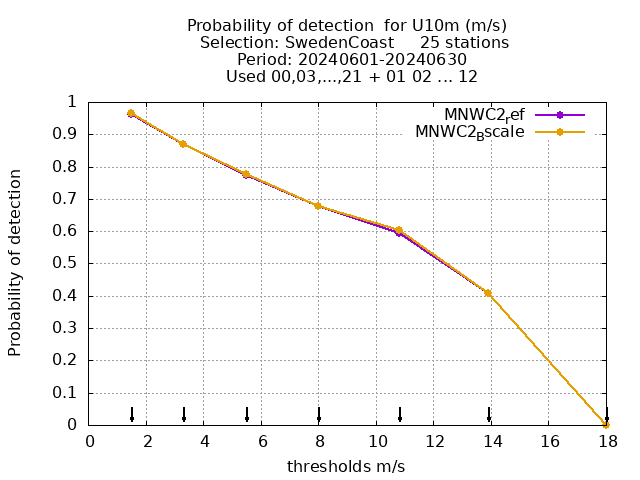 Probability of detection  for U10m (m/s)
Selection: SwedenCoast     25 stations
Period: 20240601-20240630
Used 00,03,...,21 + 01 02 ... 12
MNWC2ref
MNWC2Bscale
Probability of detection
1
0.9
0.8
0.7
0.6
0.5
0.4
0.3
0.2
0.1
0
0 2 4 6 8 10 12 14 16 18
thresholds m/s